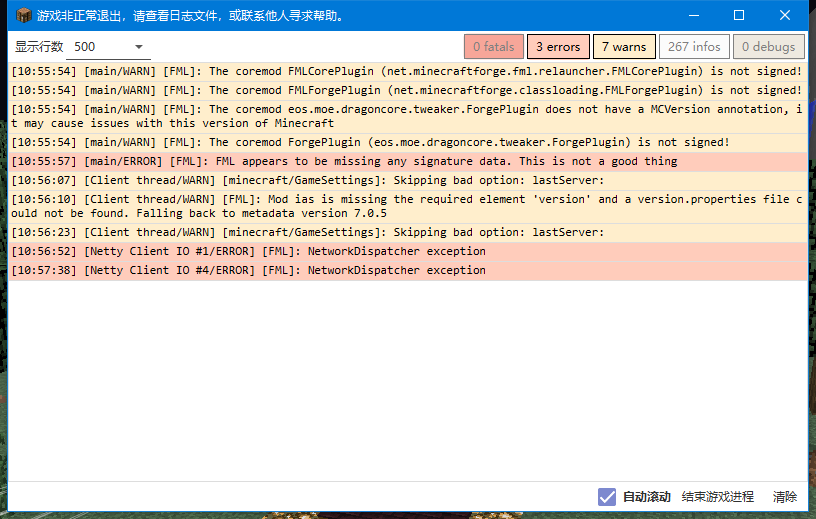 游戏非正常退出，请查看日志文件，或联系他人寻求帮助。
显示行数 500 0 fatals 3 errors 7 warns 267 infos 0 debugs
[10:55:54] [main/WARN] [FML]: The coremod FMLCorePlugin (net.minecraftforge.fml.relauncher.FMLCorePlugin) is not signed!
[10:55:54] [main/WARN] [FML]: The coremod FMLForgePlugin (net.minecraftforge.classloading.FMLForgePlugin) is not signed!
[10:55:54] [main/WARN] [FML]: The coremod eos.moe.dragoncore.tweaker.ForgePlugin does not have a MCVersion annotation, i
t may cause issues with this version of Minecraft
[10:55:54] [main/WARN] [FML]: The coremod ForgePlugin (eos.moe.dragoncore.tweaker.ForgePlugin) is not signed!
[10:55:57] [main/ERROR] [FML]: FML appears to be missing any signature data. This is not a good thing
[10:56:07] [Client thread/WARN] [minecraft/GameSettings]: Skipping bad option: lastServer:
[10:56:10] [Client thread/WARN] [FML]: Mod ias is missing the required element 'version' and a version.properties file c
ould not be found. Falling back to metadata version 7.0.5
[10:56:23] [Client thread/WARN] [minecraft/GameSettings]: Skipping bad option: lastServer:
[10:56:52] [Netty Client IO #1/ERROR] [FML]: NetworkDispatcher exception
[10:57:38] [Netty Client IO #4/ERROR] [FML]: NetworkDispatcher exception
自动滚动 结束游戏进程 清除